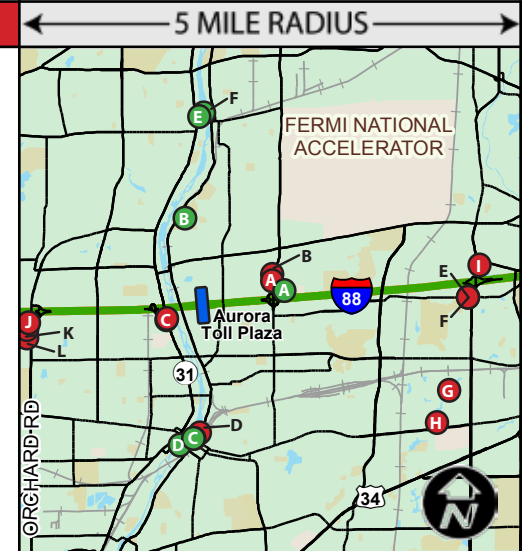 5 MILE RADIUS
E
F
FERMI NATIONAL
ACCELERATOR
B
B
A
A
I
E
88
F
J
C
Aurora
Toll Plaza
K
L
31
G
H
D
D
C
ORCHARD RD
34
N